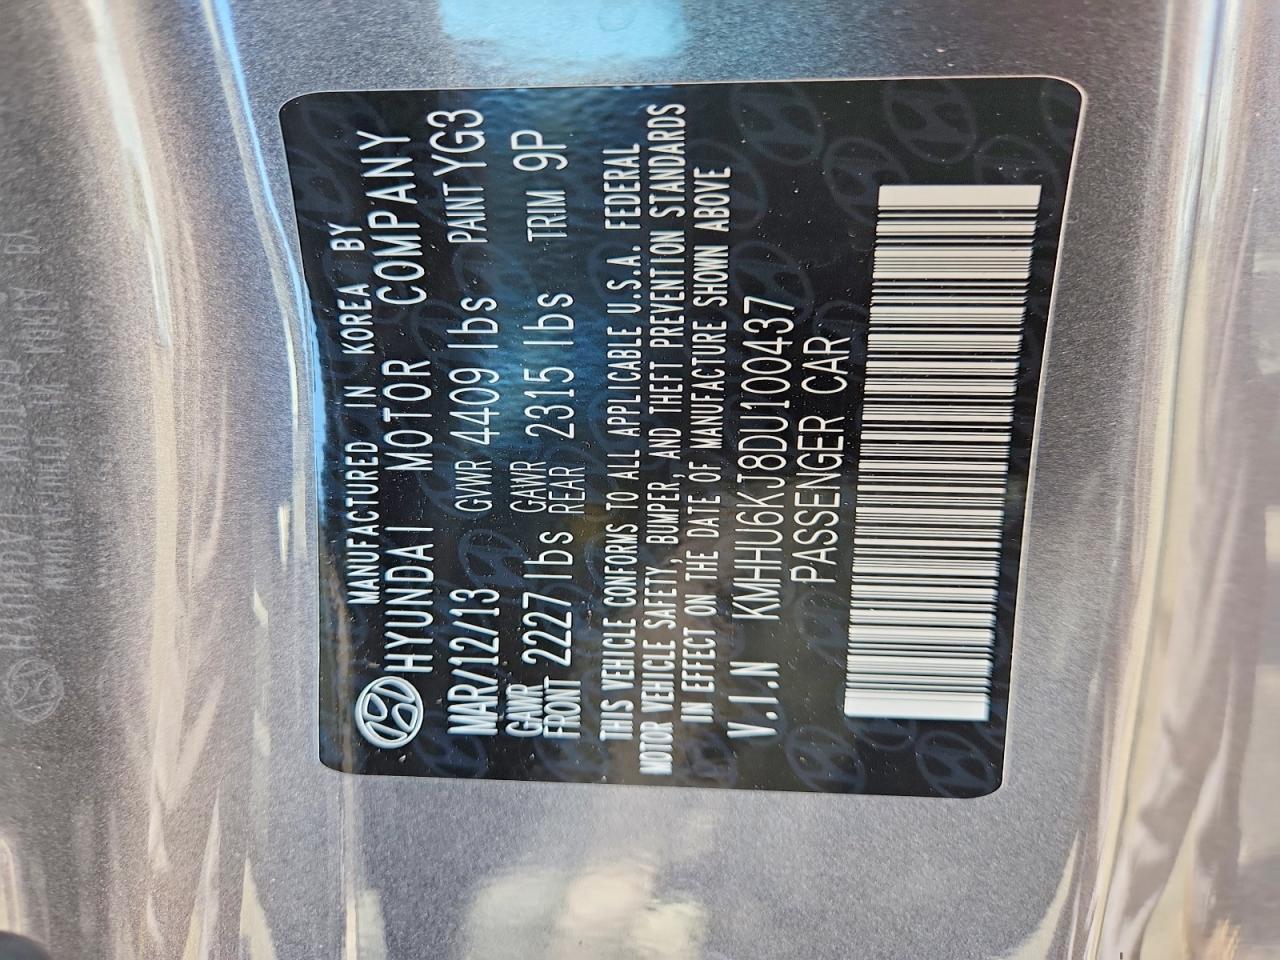 MANUFACTURED IN KOREA BY
HYUNDAI MOTOR COMPANY
MAR/12/13 GVWR 4409 lbs PAINT YG3
GAWR FRONT 2227 lbs GAWR REAR 2315 lbs TRIM 9P
THIS VEHICLE CONFORMS TO ALL APPLICABLE U.S.A. FEDERAL
MOTOR VEHICLE SAFETY, BUMPER, AND THEFT PREVENTION STANDARDS
IN EFFECT ON THE DATE OF MANUFACTURE SHOWN ABOVE
V.I.N KMHHU6KJ8DU100437
PASSENGER CAR